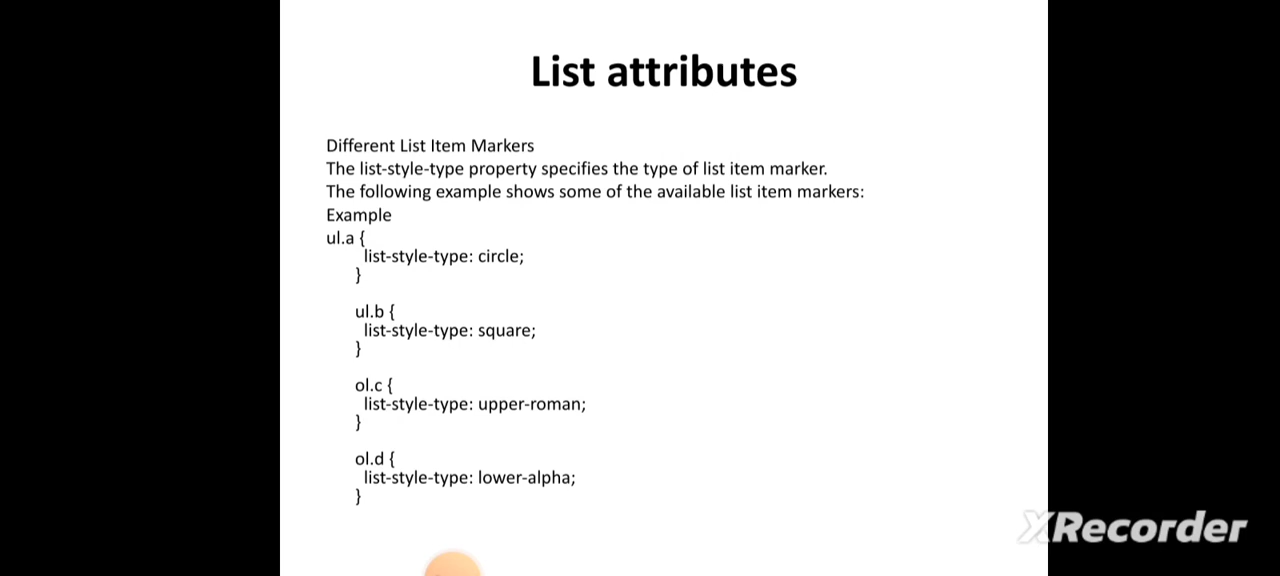 List attributes
Different List Item Markers
The list-style-type property specifies the type of list item marker.
The following example shows some of the available list item markers:
Example
ul.a {
list-style-type: circle;
}
ul.b {
list-style-type: square;
}
ol.c {
list-style-type: upper-roman;
}
ol.d {
list-style-type: lower-alpha;
}
XRecorder